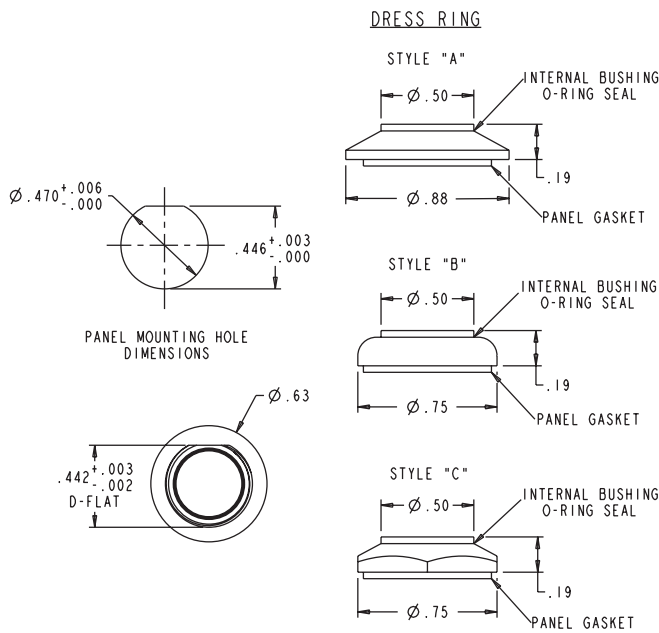 DRESS RING
STYLE "A"
INTERNAL BUSHING
O-RING SEAL
Ø.50
.19
Ø.88
PANEL GASKET
Ø.470 +.006
-.000
.446 +.003
-.000
PANEL MOUNTING HOLE
DIMENSIONS
STYLE "B"
INTERNAL BUSHING
O-RING SEAL
Ø.50
.19
Ø.75
PANEL GASKET
Ø.63
.442 +.003
-.002
D-FLAT
STYLE "C"
INTERNAL BUSHING
O-RING SEAL
Ø.50
.19
Ø.75
PANEL GASKET